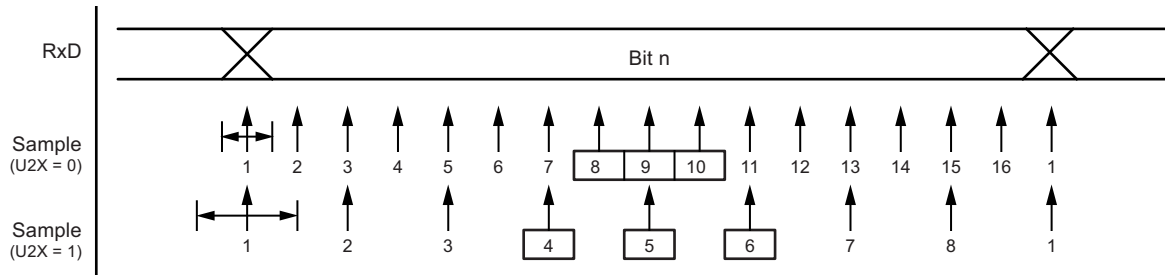 RxD
Bit n
Sample
(U2X = 0)
1 2 3 4 5 6 7 8 9 10 11 12 13 14 15 16 1
Sample
(U2X = 1)
1 2 3 4 5 6 7 8 1